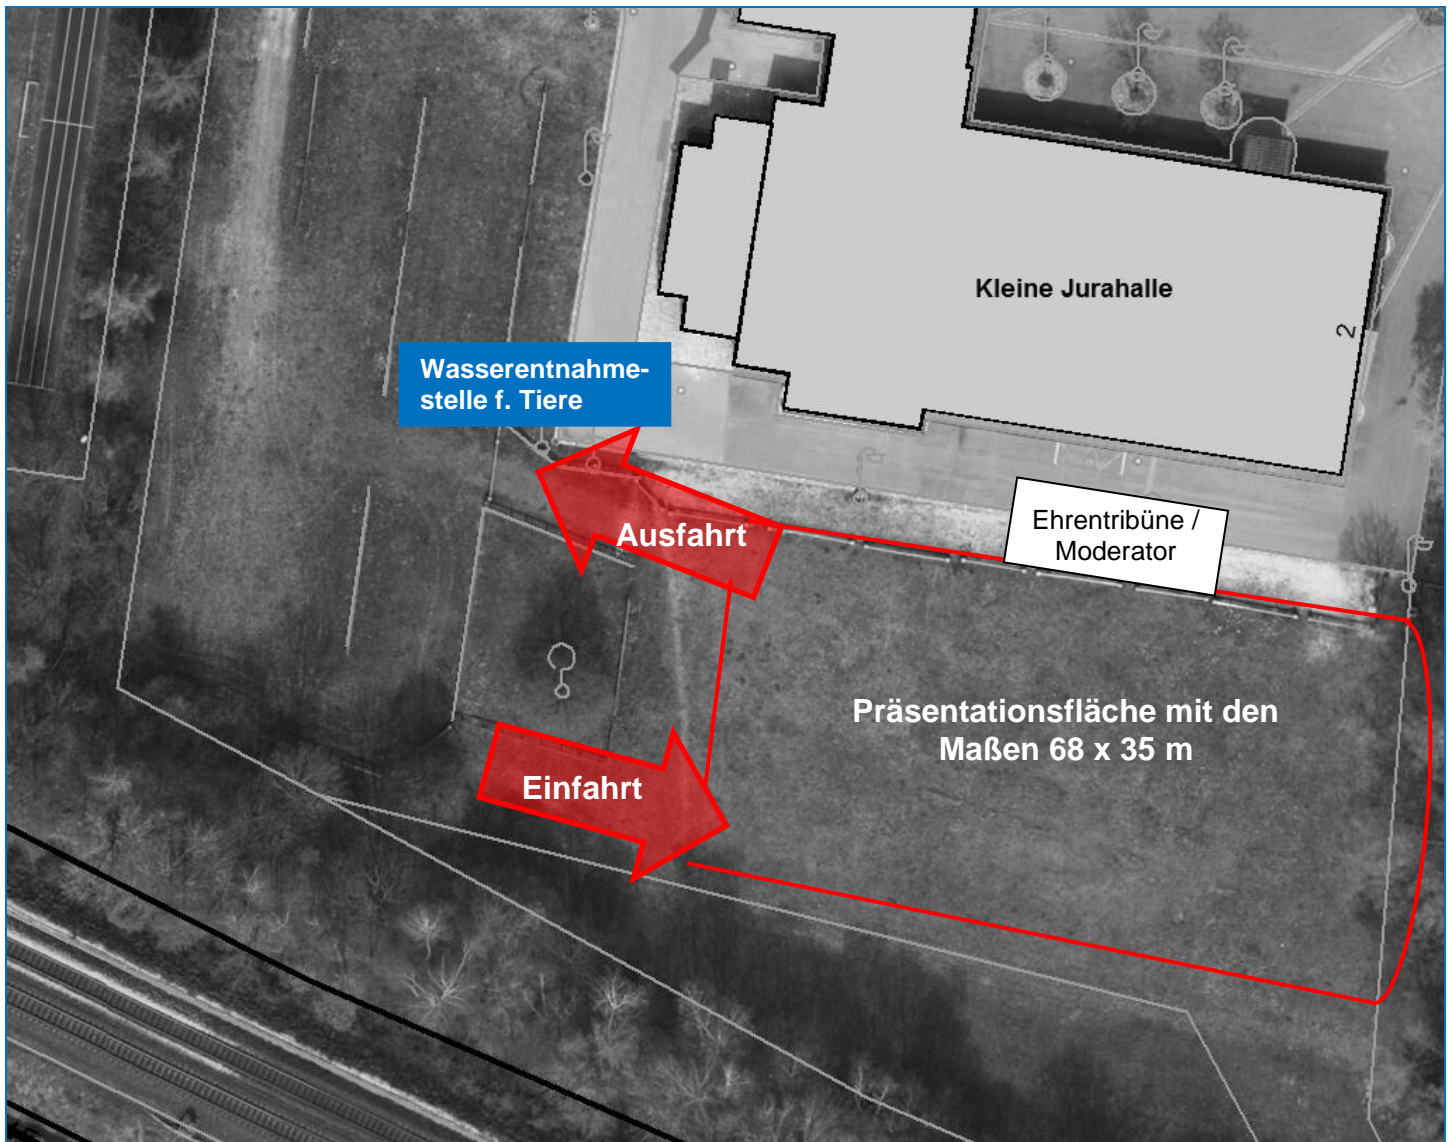 Kleine Jurahalle
2
Wasserentnahme-
stelle f. Tiere
Ausfahrt
Ehrentribüne /
Moderator
Präsentationsfläche mit den
Maßen 68 x 35 m
Einfahrt